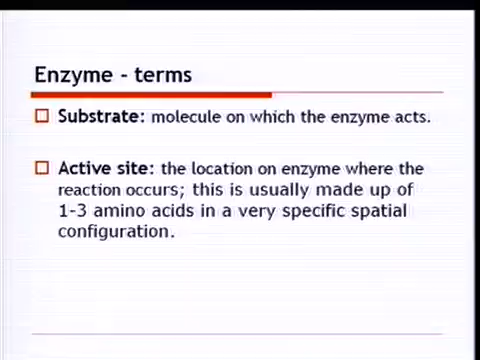 Enzyme - terms
Substrate: molecule on which the enzyme acts.
Active site: the location on enzyme where the
reaction occurs; this is usually made up of
1-3 amino acids in a very specific spatial
configuration.